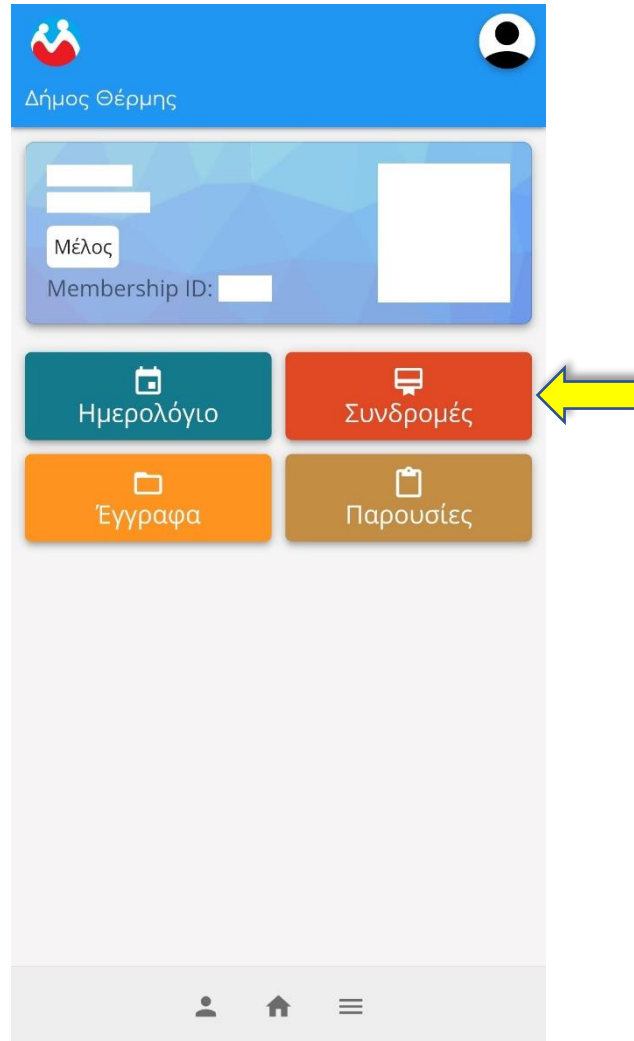 Δήμος Θέρμης
Μέλος
Membership ID:
Ημερολόγιο
Συνδρομές
Έγγραφα
Παρουσίες